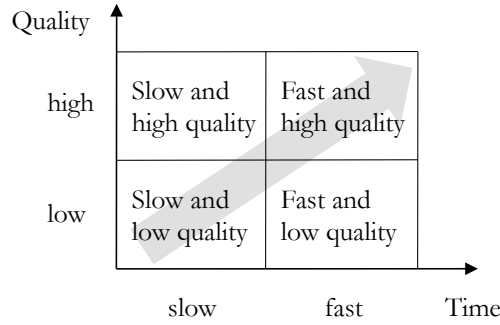 Quality
high
Slow and
high quality
Fast and
high quality
low
Slow and
low quality
Fast and
low quality
slow
fast
Time